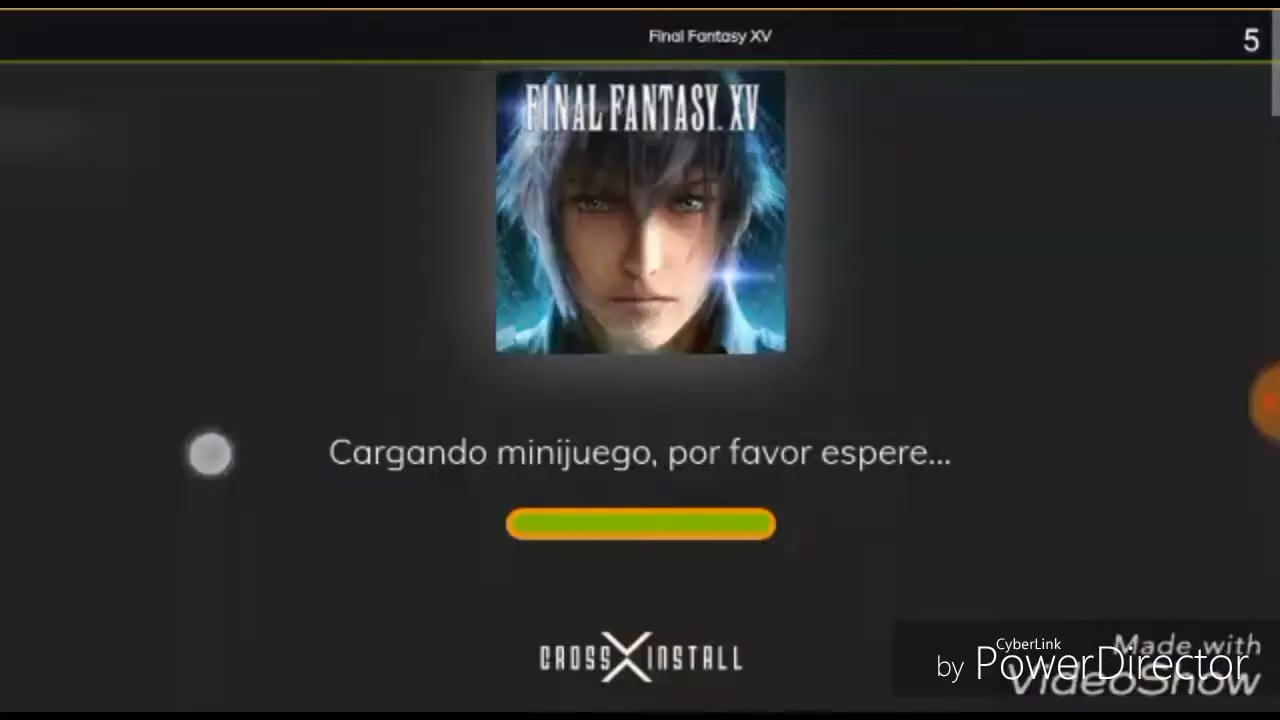 Final Fantasy XV
5
FINAL FANTASY. XV
Cargando minijuego, por favor espere...
CROSS X INSTALL
Made with
CyberLink
by PowerDirector
VideoShow